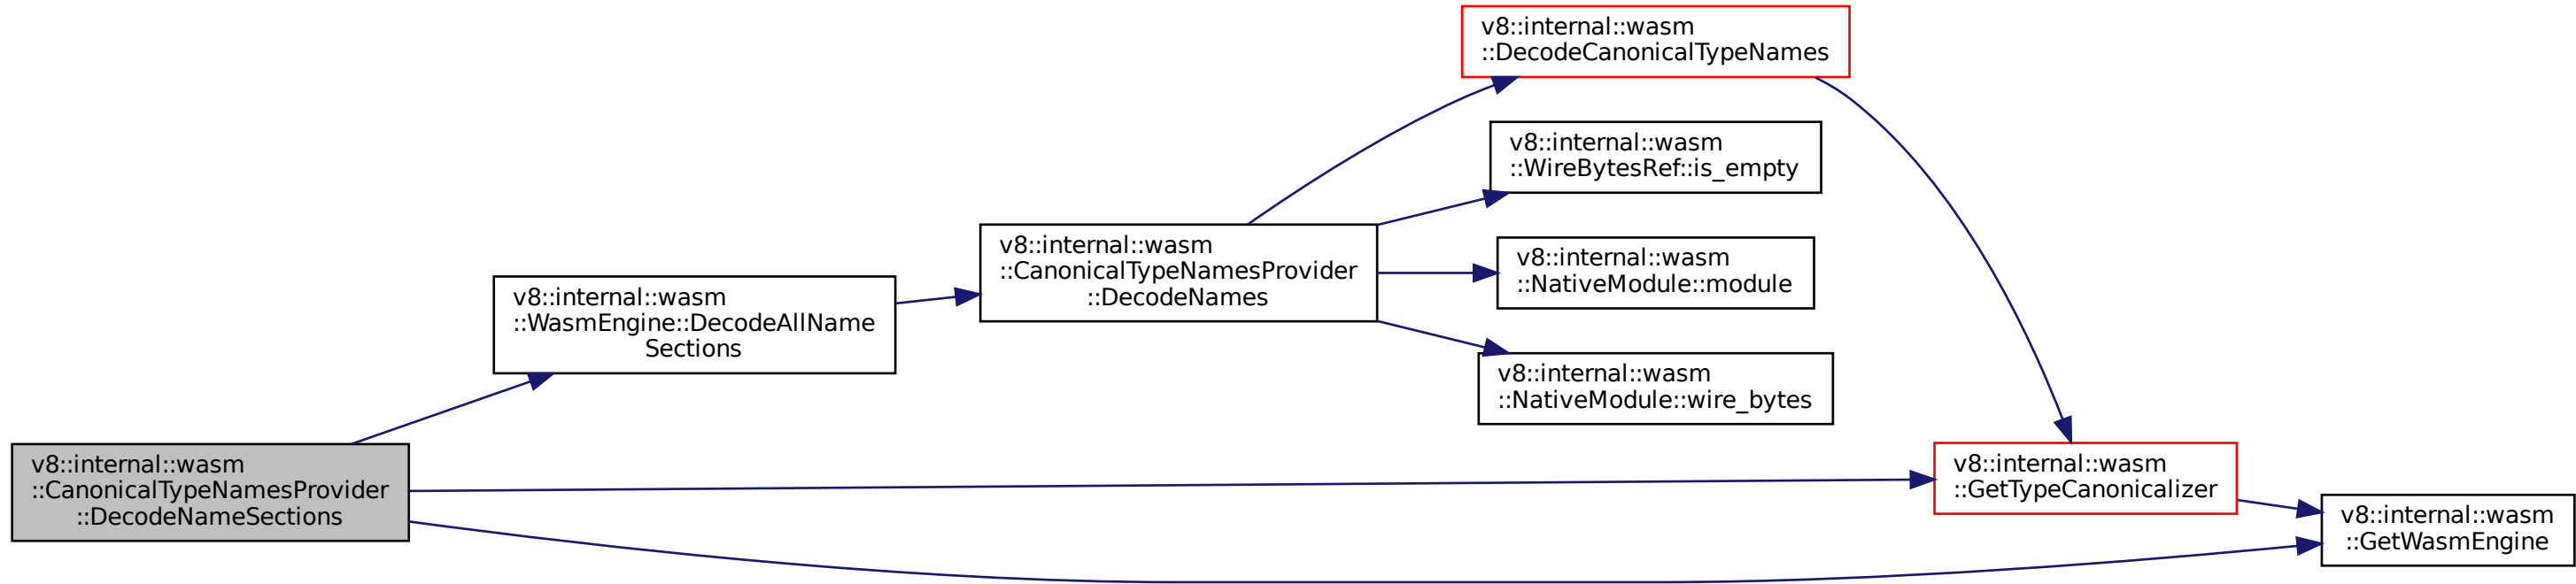 v8::internal::wasm
::DecodeCanonicalTypeNames
v8::internal::wasm
::WireBytesRef::is_empty
v8::internal::wasm
::CanonicalTypeNamesProvider
::DecodeNames
v8::internal::wasm
::NativeModule::module
v8::internal::wasm
::WasmEngine::DecodeAllName
Sections
v8::internal::wasm
::NativeModule::wire_bytes
v8::internal::wasm
::CanonicalTypeNamesProvider
::DecodeNameSections
v8::internal::wasm
::GetTypeCanonicalizer
v8::internal::wasm
::GetWasmEngine